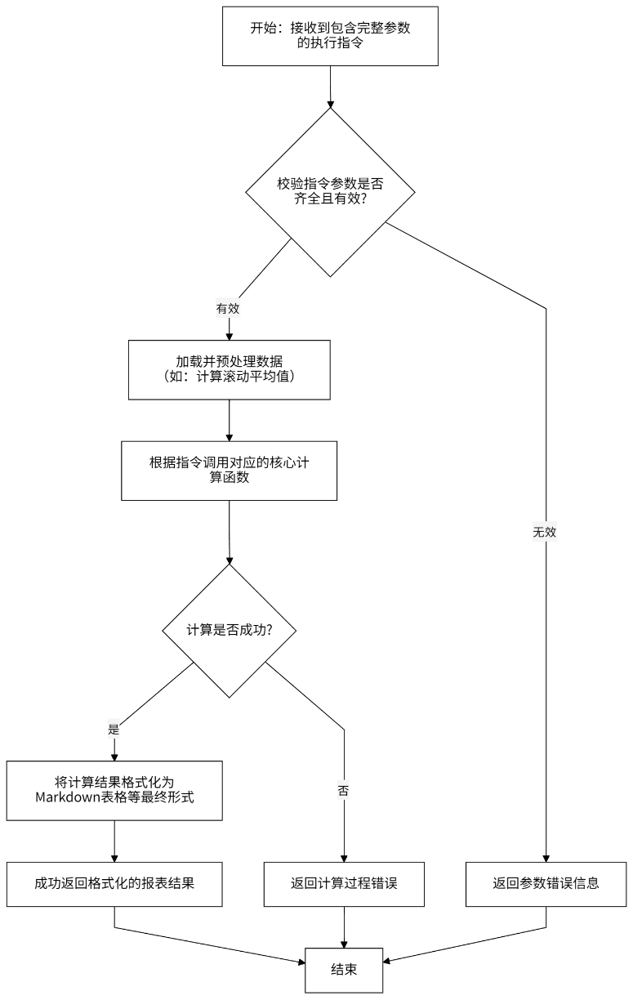 开始：接收到包含完整参数
的执行指令
校验指令参数是否
齐全且有效?
有效
加载并预处理数据
（如：计算滚动平均值）
根据指令调用对应的核心计
算函数
无效
计算是否成功?
是
将计算结果格式化为
Markdown表格等最终形式
否
成功返回格式化的报表结果
返回计算过程错误
返回参数错误信息
结束